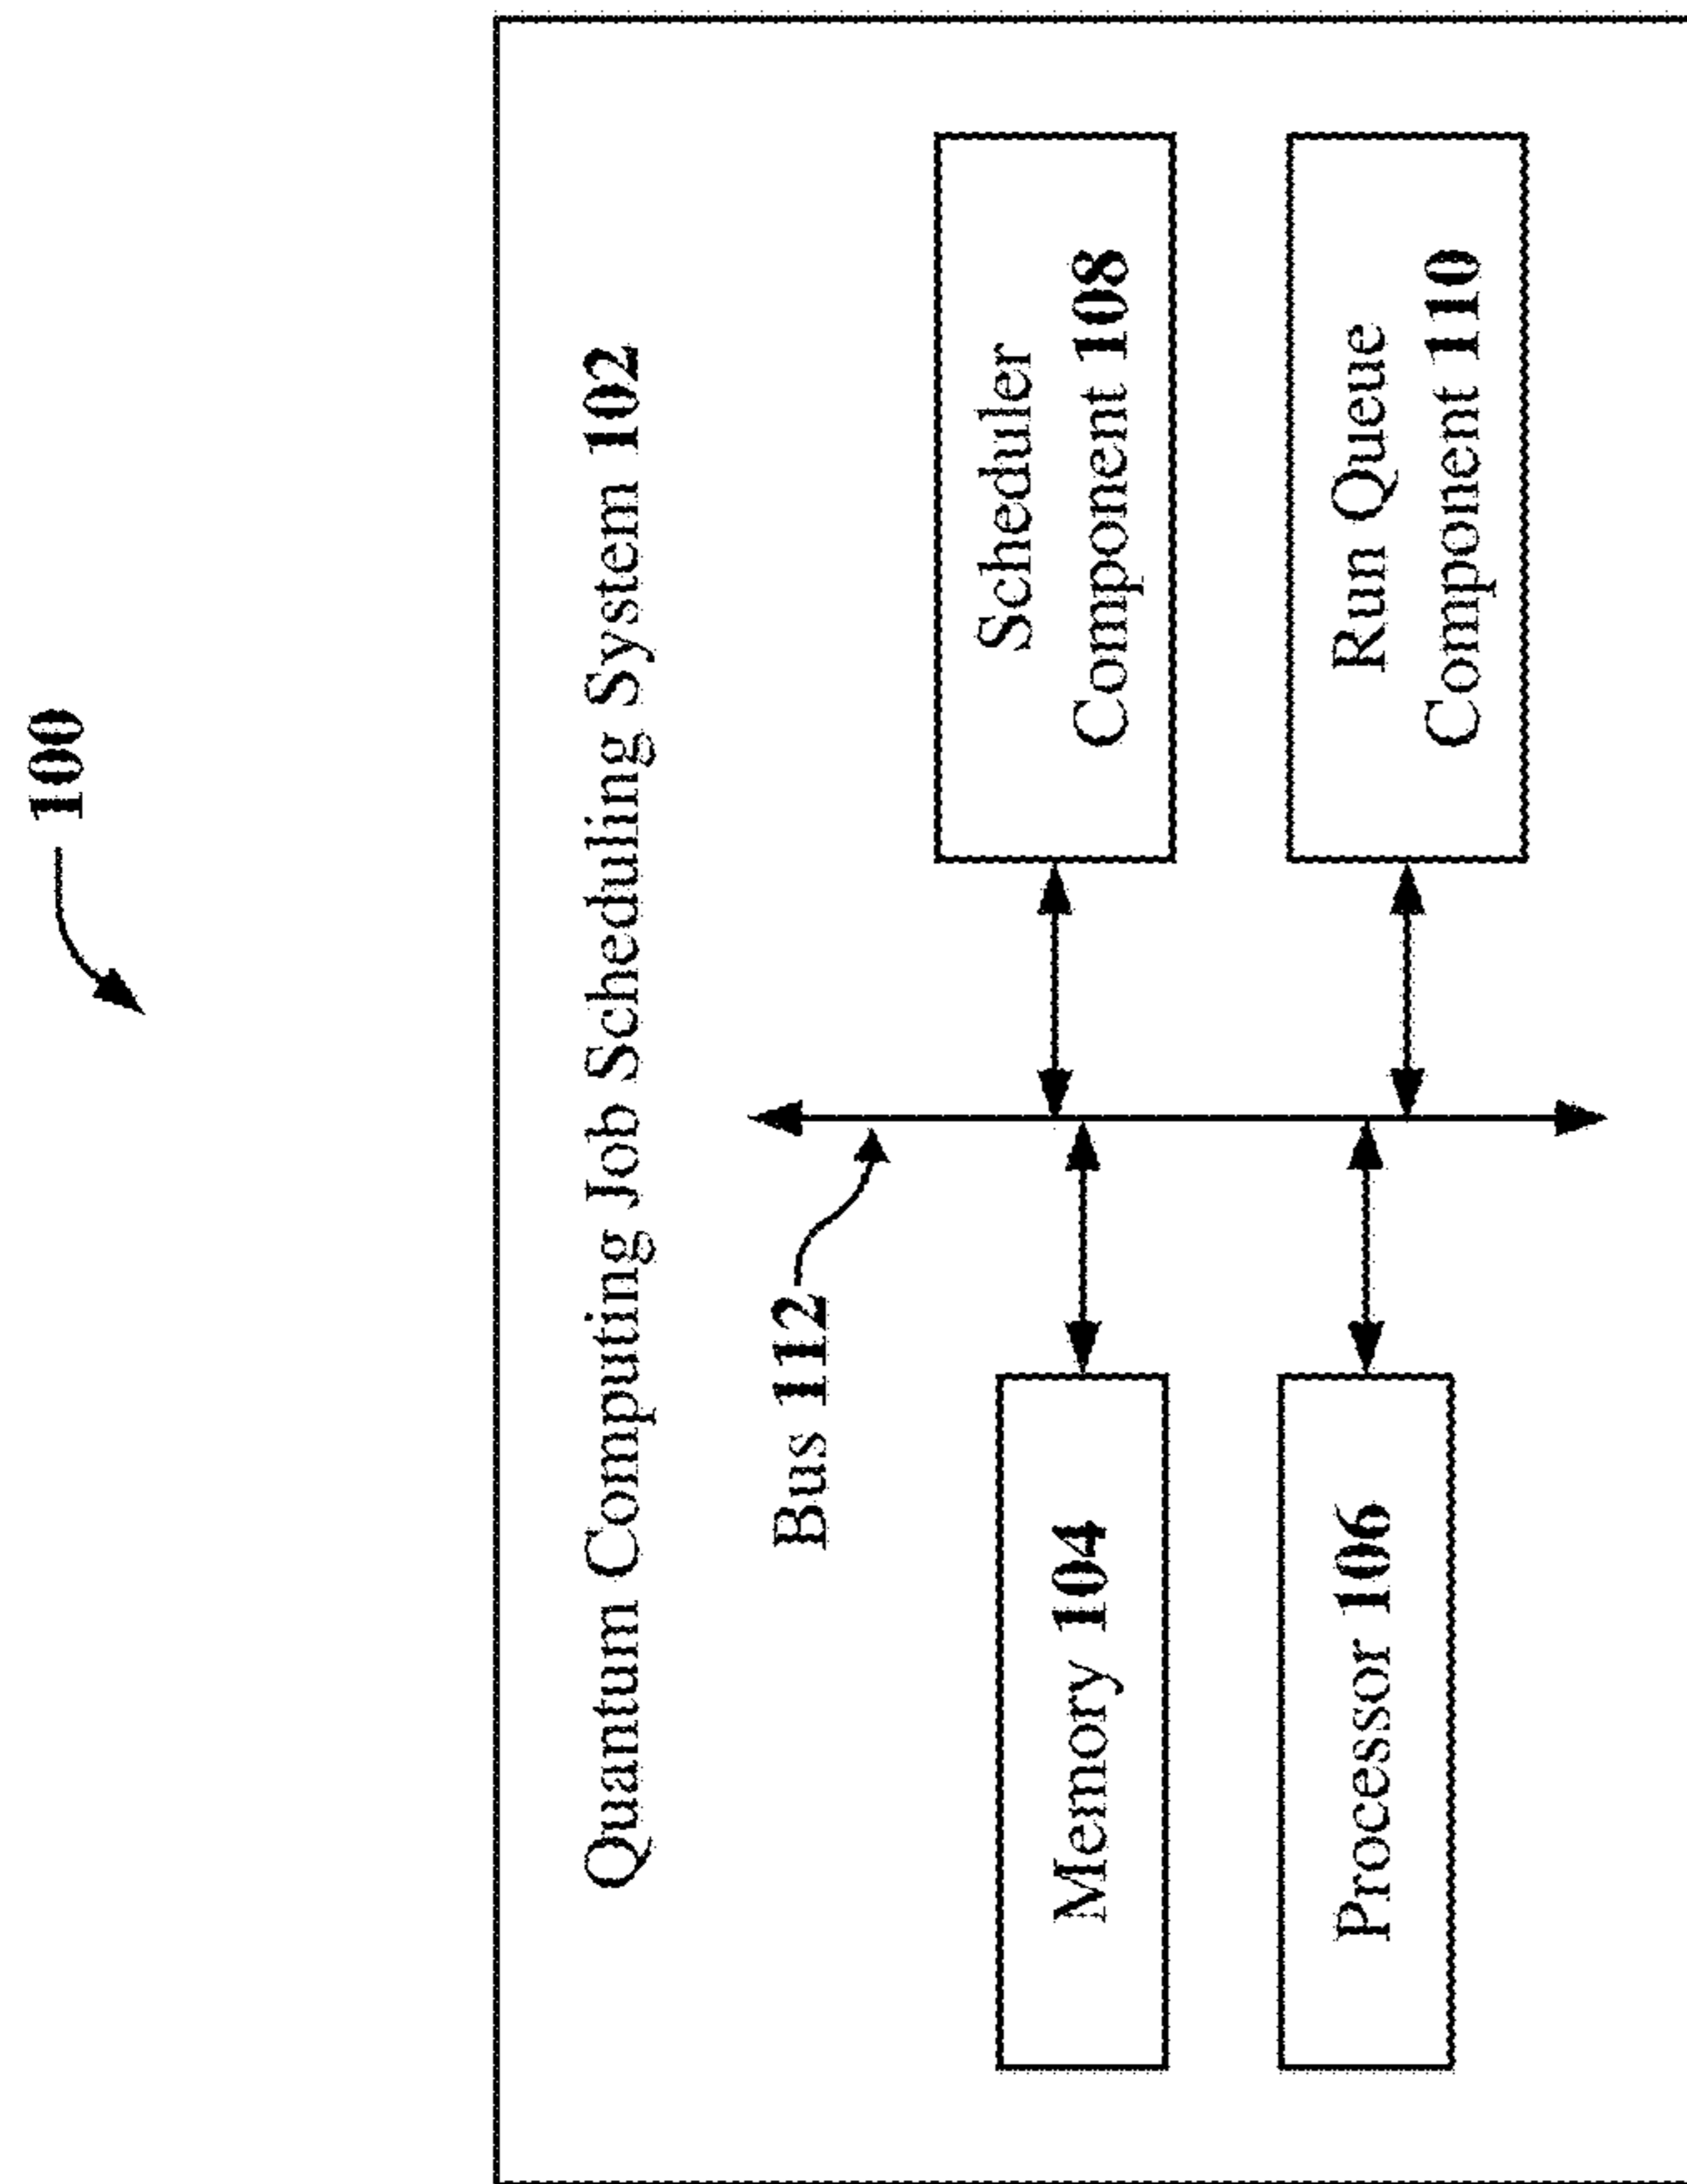 100
Quantum Computing Job Scheduling System 102
Bus 112
Memory 104
Scheduler
Component 108
Processor 106
Run Queue
Component 110